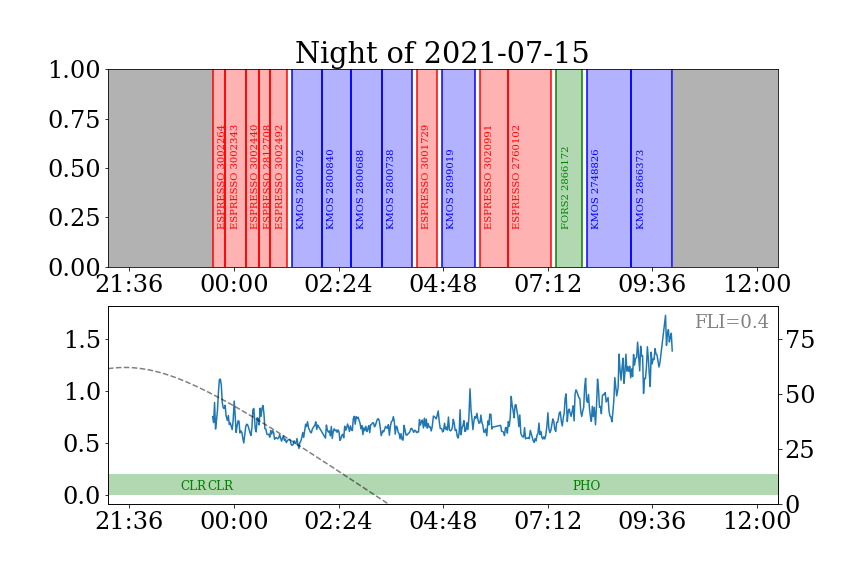 Night of 2021-07-15
1.00
0.75
0.50
0.25
0.00
ESPRESSO 3002264
ESPRESSO 3002343
ESPRESSO 3002440
ESPRESSO 2812708
ESPRESSO 3002492
KMOS 2800792
KMOS 2800840
KMOS 2800688
KMOS 2800738
ESPRESSO 3001729
KMOS 2899019
ESPRESSO 3020991
ESPRESSO 2760102
FORS2 2866172
KMOS 2748826
KMOS 2866373
21:36 00:00 02:24 04:48 07:12 09:36 12:00
FLI=0.4
1.5
1.0
0.5
0.0
75
50
25
0
CLR CLR PHO
21:36 00:00 02:24 04:48 07:12 09:36 12:00